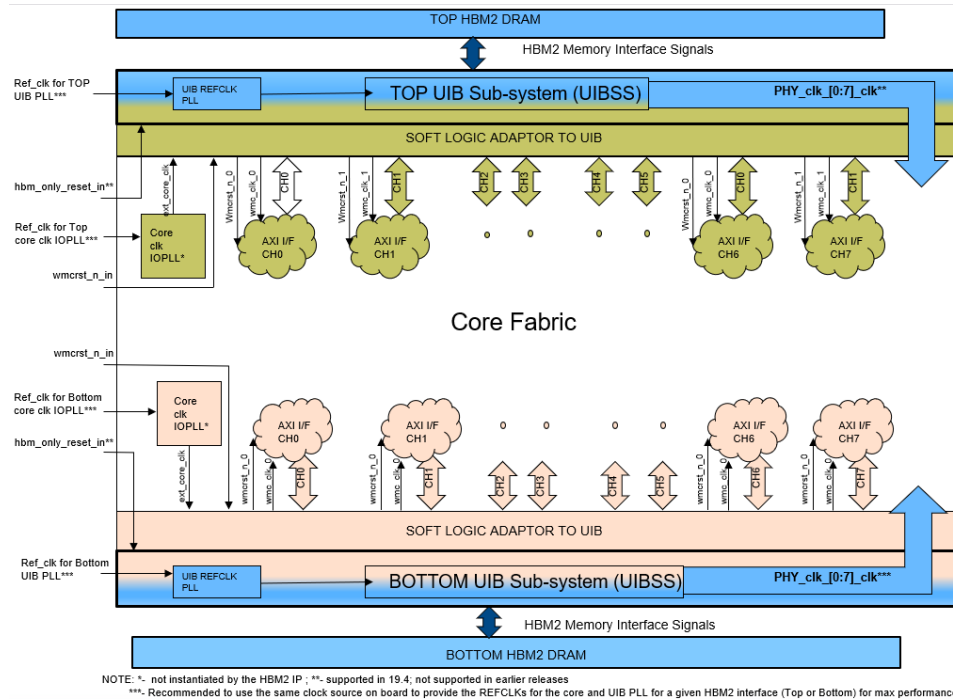 TOP HBM2 DRAM
HBM2 Memory Interface Signals
Ref_clk for TOP
UIB PLL***
UIB REFCLK
PLL
TOP UIB Sub-system (UIBSS)
PHY_clk_[0:7]_clk**
SOFT LOGIC ADAPTOR TO UIB
hbm_only_reset_in**
ext_core_clk
Wmcrst_n_0
wmc_clk_0
CH0
Wmcrst_n_1
wmc_clk_1
CH1
CH2
CH3
CH4
CH5
Wmcrst_n_0
wmc_clk_0
CH0
Wmcrst_n_1
wmc_clk_1
CH1
Ref_clk for Top
core clk IOPLL***
Core
clk
IOPLL*
AXI I/F
CH0
AXI I/F
CH1
AXI I/F
CH6
AXI I/F
CH7
wmcrst_n_in
Core Fabric
wmcrst_n_in
Ref_clk for Bottom
core clk IOPLL***
Core
clk
IOPLL*
AXI I/F
CH0
AXI I/F
CH1
AXI I/F
CH6
AXI I/F
CH7
hbm_only_reset_in**
ext_core_clk
wmcrst_n_0
wmc_clk_0
CH0
wmcrst_n_0
wmc_clk_0
CH1
CH2
CH3
CH4
CH5
wmcrst_n_0
wmc_clk_0
CH6
wmcrst_n_0
wmc_clk_0
CH7
SOFT LOGIC ADAPTOR TO UIB
Ref_clk for Bottom
UIB PLL***
UIB REFCLK
PLL
BOTTOM UIB Sub-system (UIBSS)
PHY_clk_[0:7]_clk***
HBM2 Memory Interface Signals
BOTTOM HBM2 DRAM
NOTE: *- not instantiated by the HBM2 IP ; **- supported in 19.4; not supported in earlier releases
***- Recommended to use the same clock source on board to provide the REFCLKs for the core and UIB PLL for a given HBM2 interface (Top or Bottom) for max performance